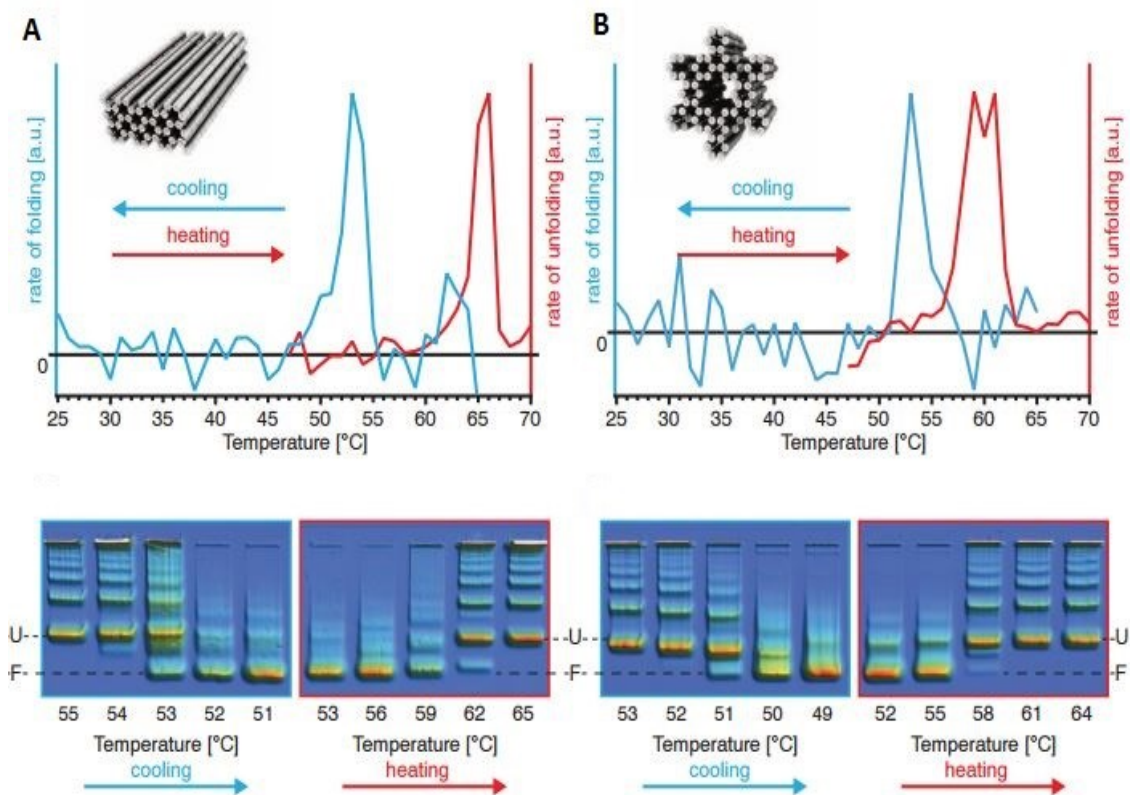 A
rate of folding [a.u.]
0
cooling
heating
rate of unfolding [a.u.]
25 30 35 40 45 50 55 60 65 70
Temperature [°C]
B
rate of folding [a.u.]
0
cooling
heating
rate of unfolding [a.u.]
25 30 35 40 45 50 55 60 65 70
Temperature [°C]
U
F
55 54 53 52 51
Temperature [°C]
cooling
53 56 59 62 65
Temperature [°C]
heating
U
F
53 52 51 50 49
Temperature [°C]
cooling
52 55 58 61 64
Temperature [°C]
heating
U
F